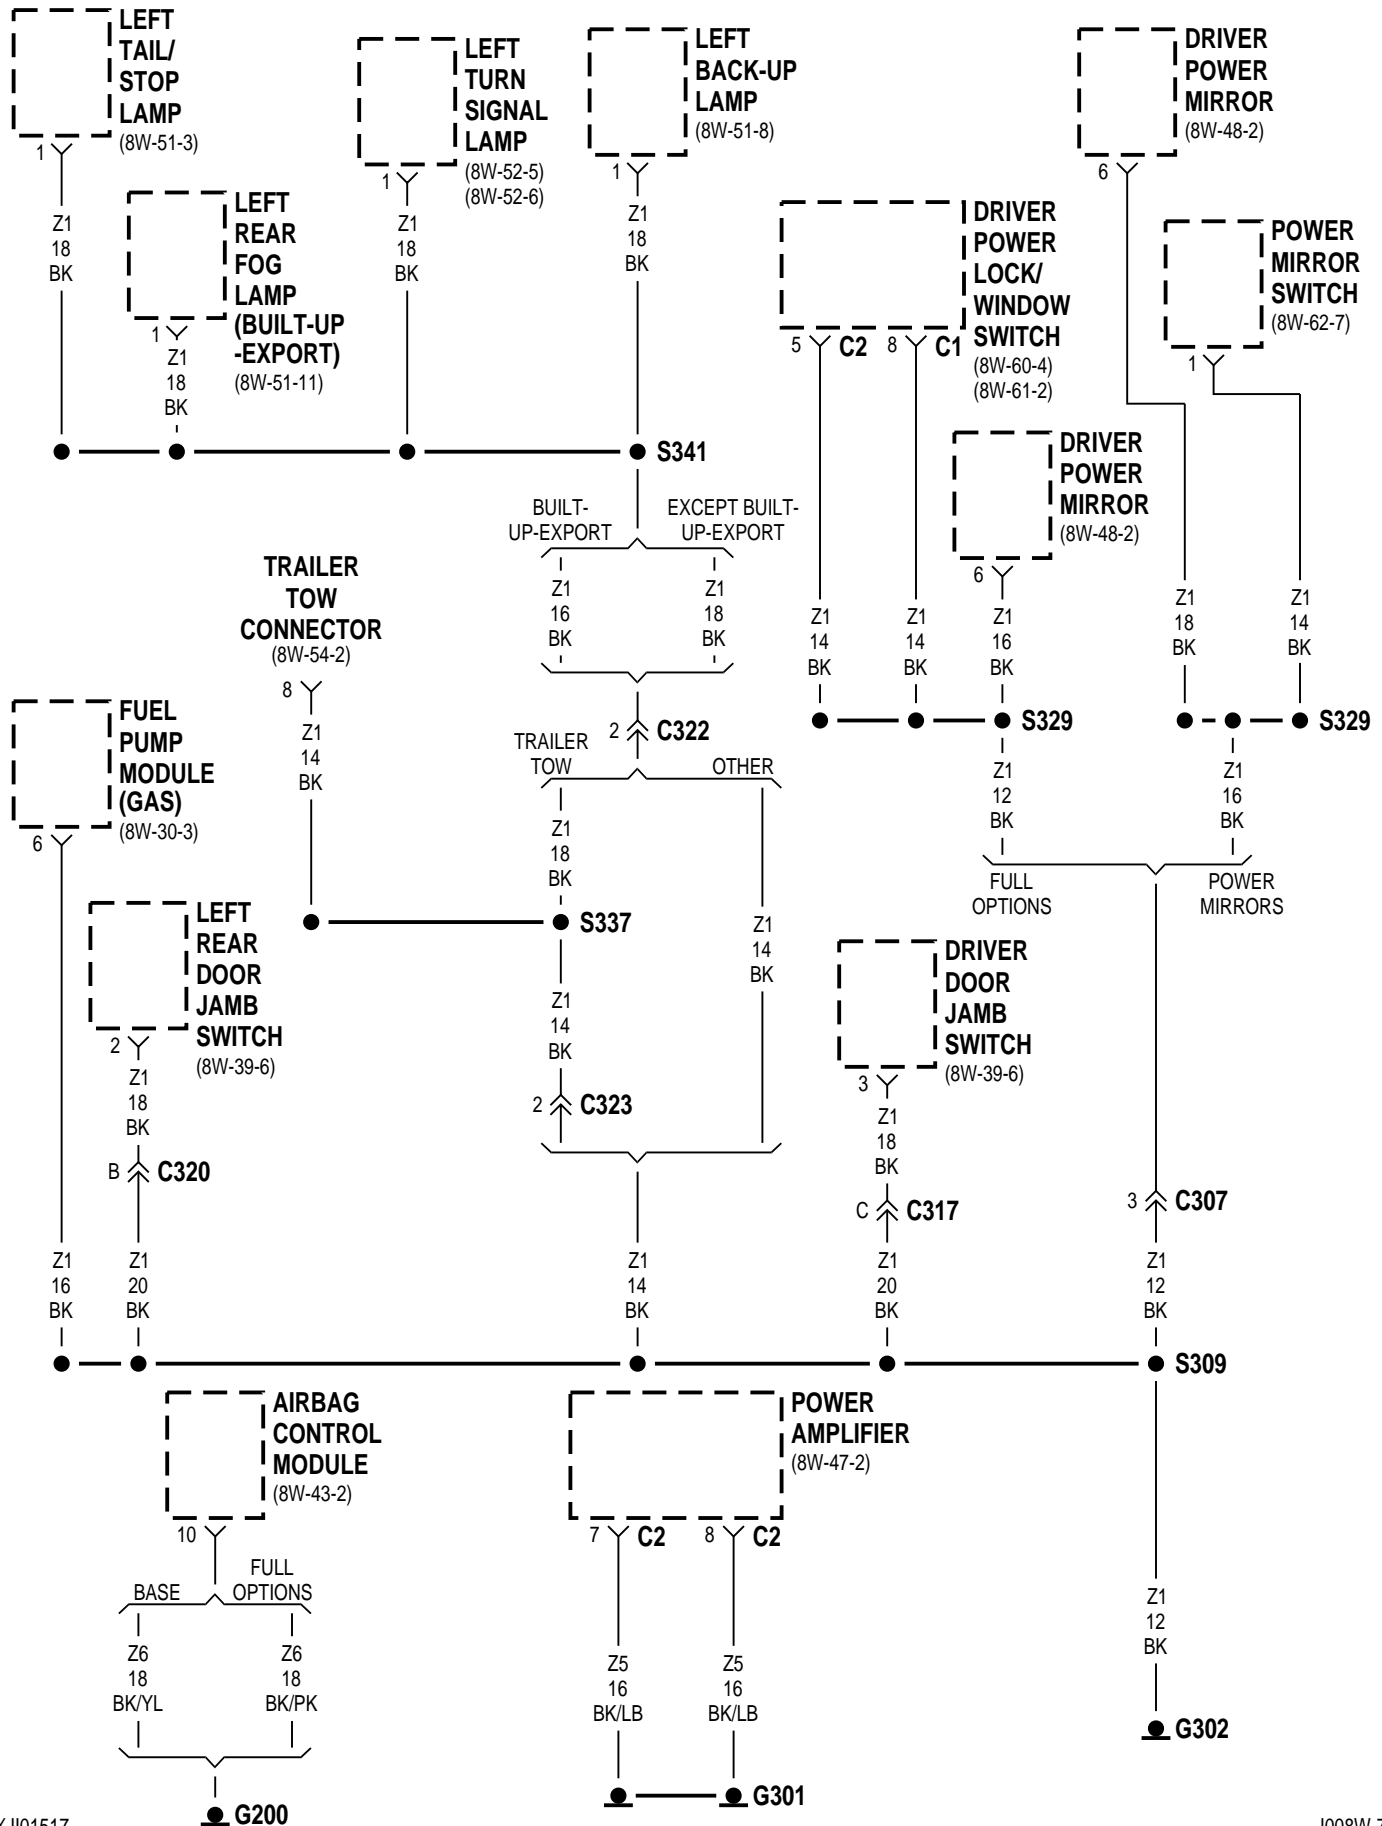 LEFT
TAIL/
STOP
LAMP
(8W-51-3)
1
Z1
18
BK
LEFT
REAR
FOG
LAMP
(BUILT-UP
-EXPORT)
(8W-51-11)
1
Z1
18
BK
LEFT
TURN
SIGNAL
LAMP
(8W-52-5)
(8W-52-6)
1
Z1
18
BK
LEFT
BACK-UP
LAMP
(8W-51-8)
1
Z1
18
BK
S341
DRIVER
POWER
LOCK/
WINDOW
SWITCH
(8W-60-4)
(8W-61-2)
5 C2
8 C1
Z1
14
BK
Z1
14
BK
DRIVER
POWER
MIRROR
(8W-48-2)
6
Z1
16
BK
S329
DRIVER
POWER
MIRROR
(8W-48-2)
6
Z1
18
BK
POWER
MIRROR
SWITCH
(8W-62-7)
1
Z1
14
BK
S329
BUILT-
UP-EXPORT
EXCEPT BUILT-
UP-EXPORT
Z1
16
BK
Z1
18
BK
2 C322
TRAILER
TOW
OTHER
TRAILER
TOW
CONNECTOR
(8W-54-2)
8
Z1
14
BK
Z1
18
BK
S337
Z1
14
BK
Z1
14
BK
2 C323
Z1
14
BK
FUEL
PUMP
MODULE
(GAS)
(8W-30-3)
6
Z1
16
BK
LEFT
REAR
DOOR
JAMB
SWITCH
(8W-39-6)
2
Z1
18
BK
B C320
Z1
20
BK
Z1
12
BK
Z1
16
BK
FULL
OPTIONS
POWER
MIRRORS
DRIVER
DOOR
JAMB
SWITCH
(8W-39-6)
3
Z1
18
BK
C C317
Z1
20
BK
3 C307
Z1
12
BK
S309
AIRBAG
CONTROL
MODULE
(8W-43-2)
10
BASE
FULL
OPTIONS
Z6
18
BK/YL
Z6
18
BK/PK
G200
POWER
AMPLIFIER
(8W-47-2)
7 C2
8 C2
Z5
16
BK/LB
Z5
16
BK/LB
G301
Z1
12
BK
G302